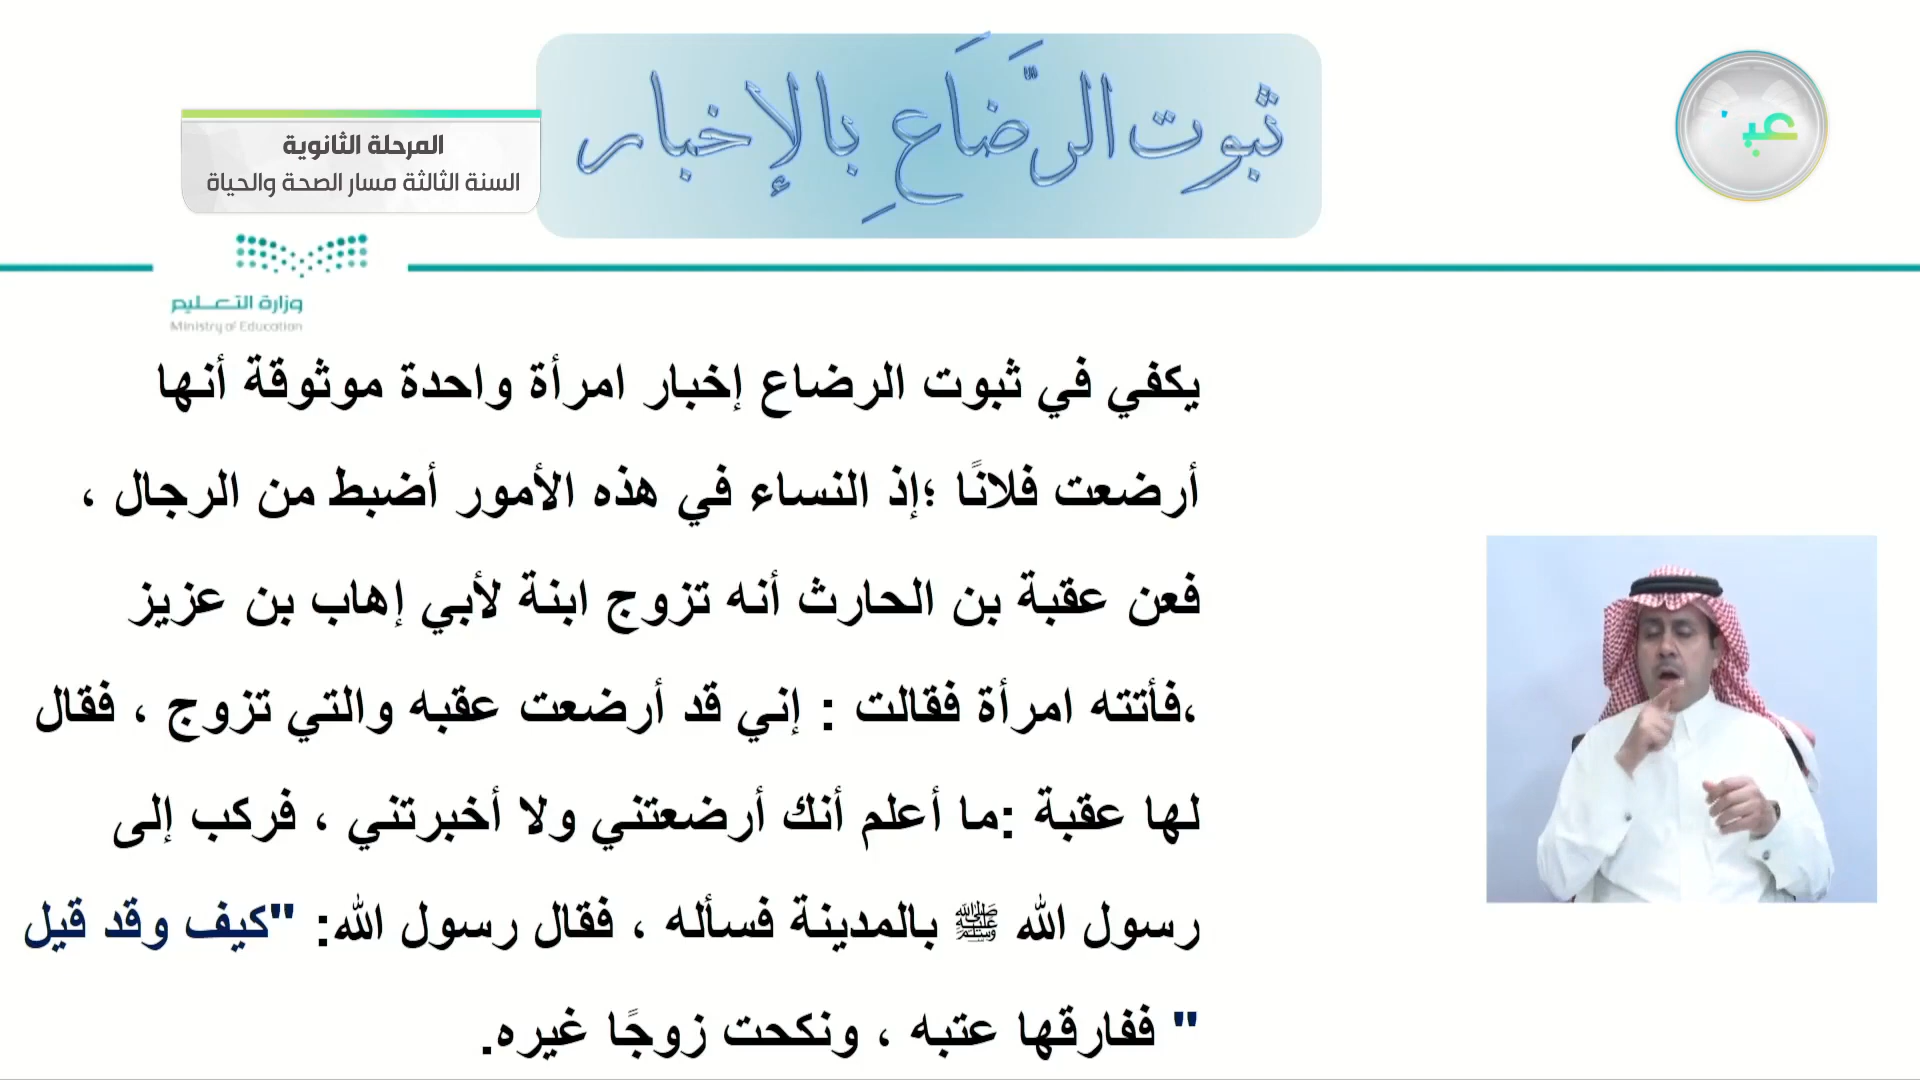 ثبوت الرَّضَاعِ بالإخبار
المرحلة الثانوية
السنة الثالثة مسار الصحة والحياة
وزارة التعليم
Ministry of Education
يكفي في ثبوت الرضاع إخبار امرأة واحدة موثوقة أنها
أرضعت فلانًا ؛إذ النساء في هذه الأمور أضبط من الرجال ،
فعن عقبة بن الحارث أنه تزوج ابنة لأبي إهاب بن عزيز
،فأتته امرأة فقالت : إني قد أرضعت عقبه والتي تزوج ، فقال
لها عقبة :ما أعلم أنك أرضعتني ولا أخبرتني ، فركب إلى
رسول الله ﷺ بالمدينة فسأله ، فقال رسول الله: "كيف وقد قيل
" ففارقها عتبه ، ونكحت زوجًا غيره.